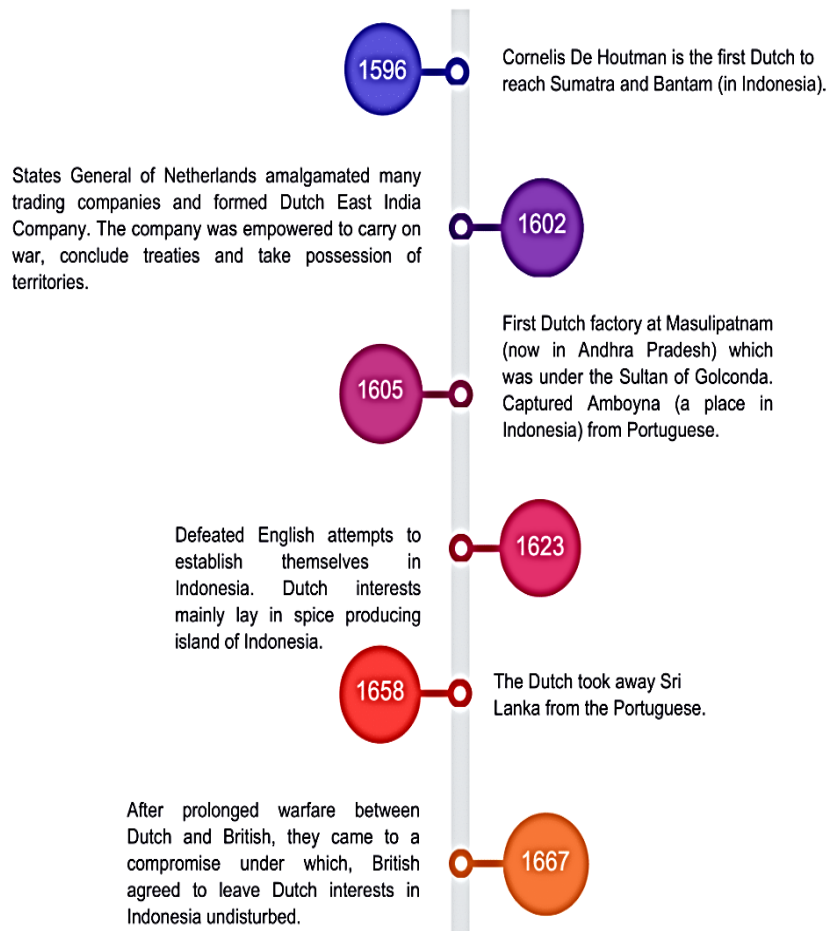 1596
Cornelis De Houtman is the first Dutch to
reach Sumatra and Bantam (in Indonesia).
States General of Netherlands amalgamated many
trading companies and formed Dutch East India
Company. The company was empowered to carry on
war, conclude treaties and take possession of
territories.
1602
First Dutch factory at Masulipatnam
(now in Andhra Pradesh) which
was under the Sultan of Golconda.
Captured Amboyna (a place in
Indonesia) from Portuguese.
1605
Defeated English attempts to
establish themselves in
Indonesia. Dutch interests
mainly lay in spice producing
island of Indonesia.
1623
1658
The Dutch took away Sri
Lanka from the Portuguese.
After prolonged warfare between
Dutch and British, they came to a
compromise under which, British
agreed to leave Dutch interests in
Indonesia undisturbed.
1667